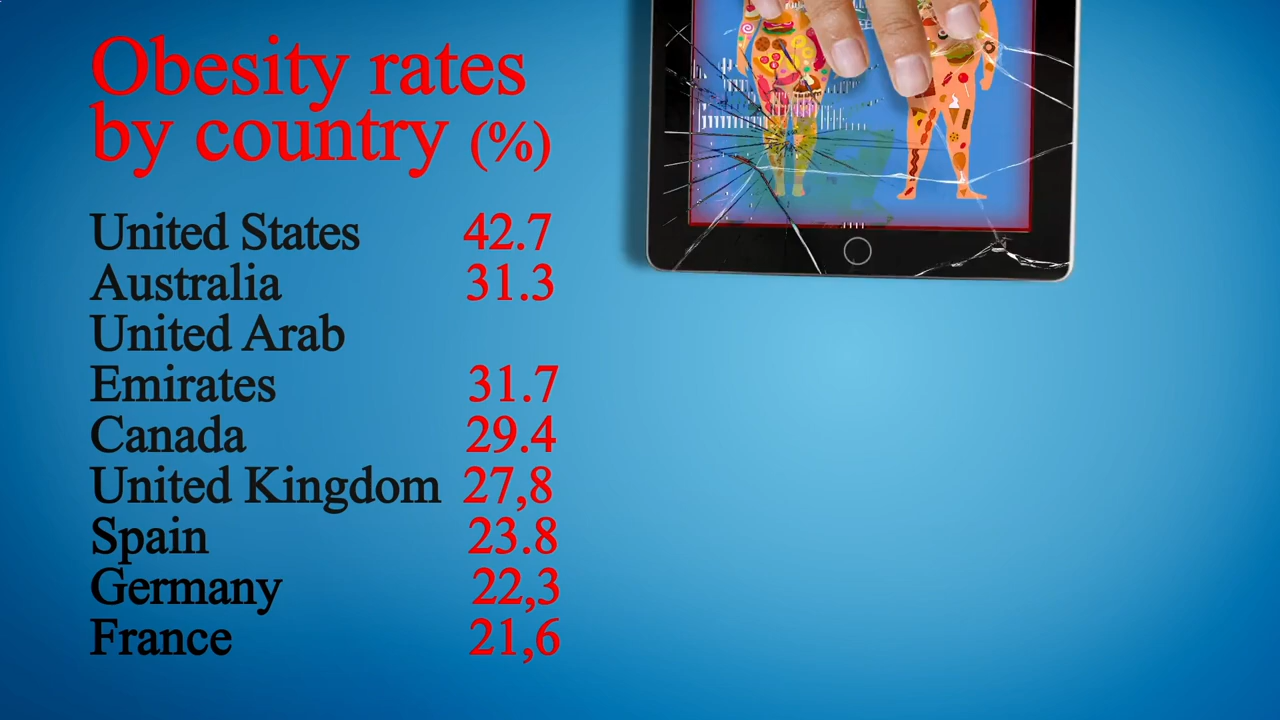 Obesity rates
by country (%)
United States 42.7
Australia 31.3
United Arab
Emirates 31.7
Canada 29.4
United Kingdom 27,8
Spain 23.8
Germany 22,3
France 21,6